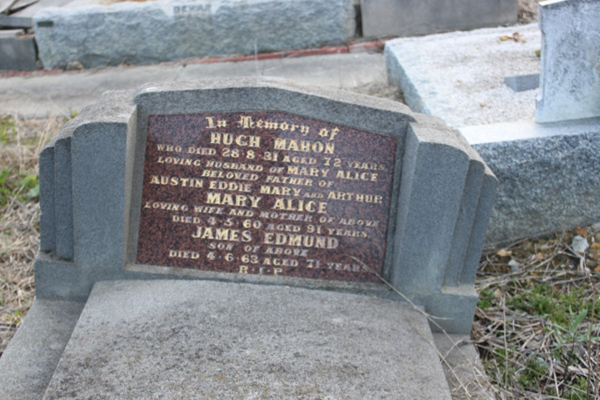 In Memory of
HUGH MAHON
WHO DIED 28·8·31 AGED 72 YEARS,
LOVING HUSBAND OF MARY ALICE
BELOVED FATHER OF
AUSTIN EDDIE MARY AND ARTHUR
MARY ALICE
LOVING WIFE AND MOTHER OF ABOVE
DIED 4·5·60 AGED 91 YEARS,
JAMES EDMUND
SON OF ABOVE
DIED 4·6·63 AGED 71 YEARS
R·I·P